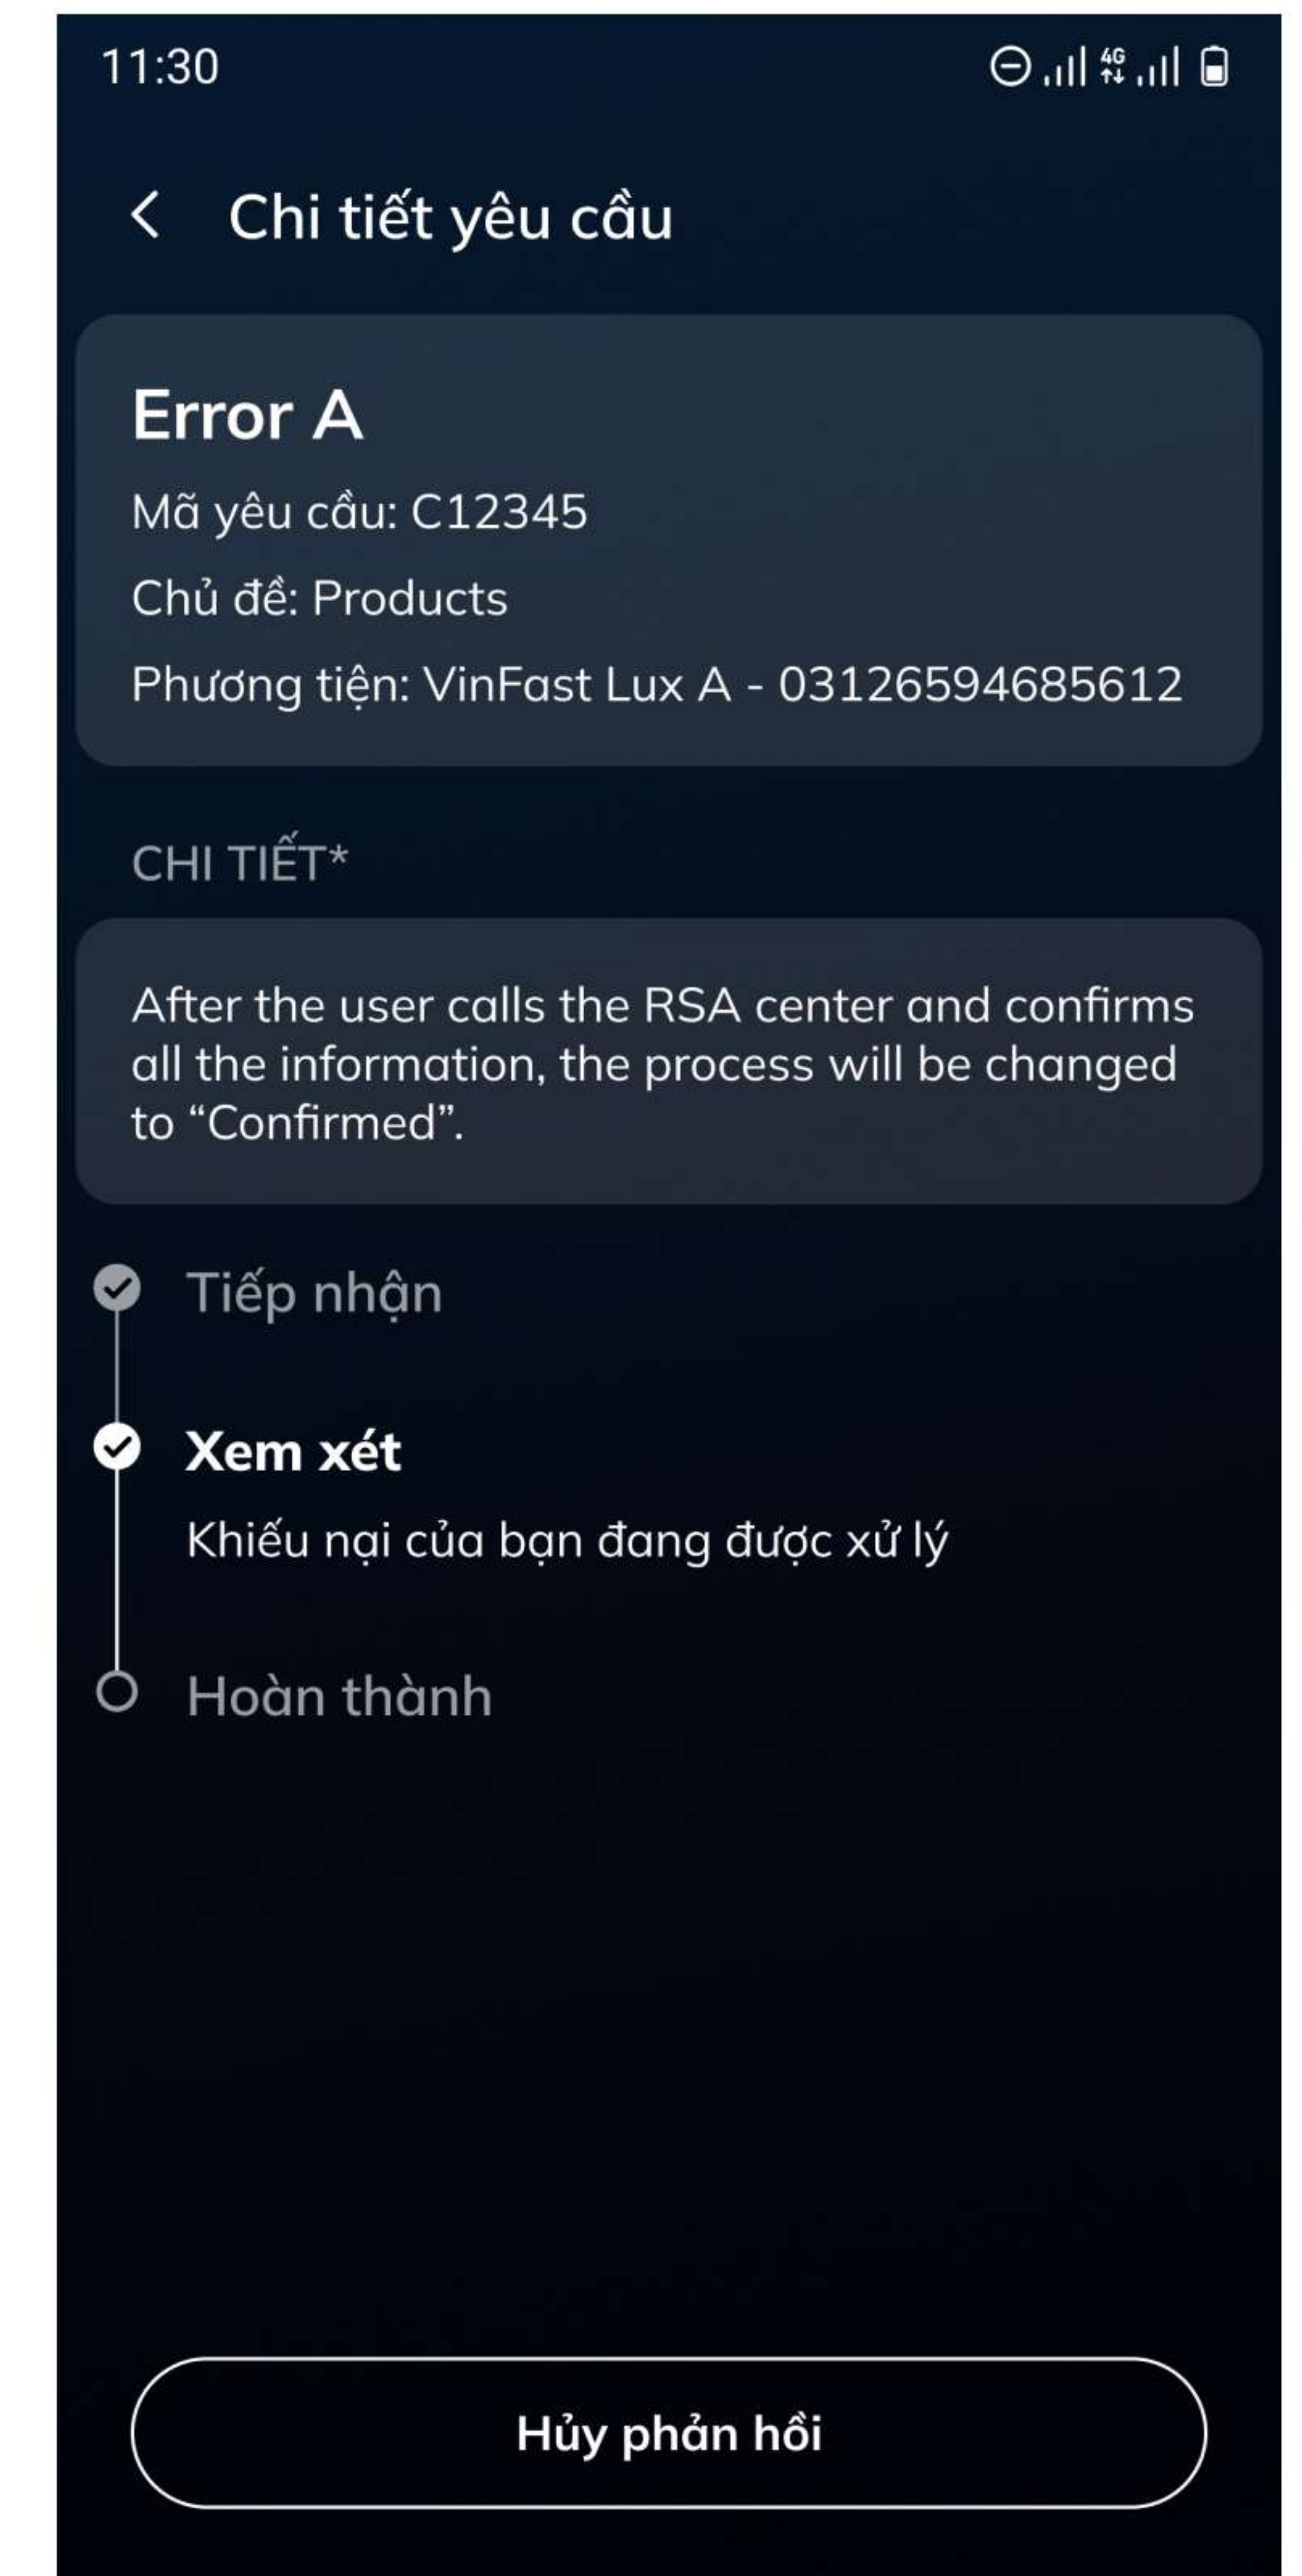 11:30
4G
Chi tiết yêu cầu
Error A
Mã yêu cầu: C12345
Chủ đề: Products
Phương tiện: VinFast Lux A - 03126594685612
CHI TIẾT*
After the user calls the RSA center and confirms
all the information, the process will be changed
to “Confirmed”.
Tiếp nhận
Xem xét
Khiếu nại của bạn đang được xử lý
Hoàn thành
Hủy phản hồi